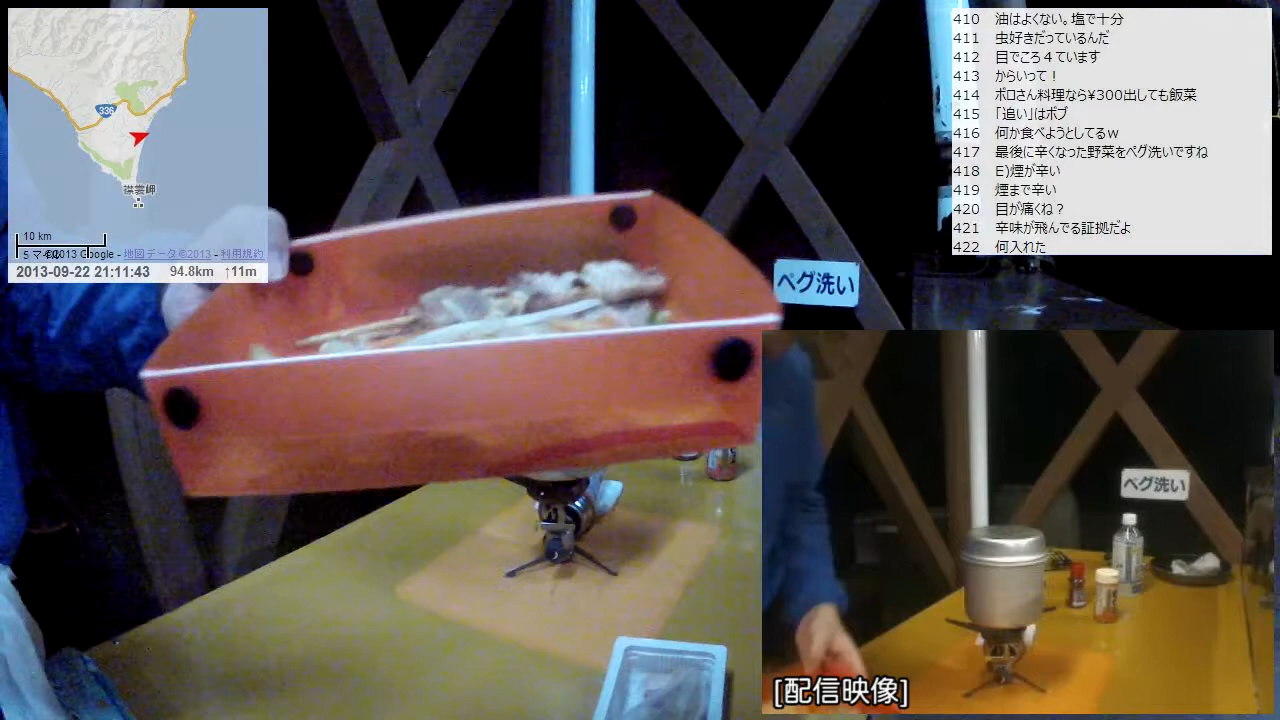 336
襟裳岬
10 km
5 マイル
©2013 Google - 地図データ©2013 - 利用規約
2013-09-22 21:11:43 94.8km ↑11m
410 油はよくない。塩で十分
411 虫好きだっているんだ
412 目でころ４ています
413 からいって！
414 ボロさん料理なら¥300出しても飯菜
415 「追い」はボブ
416 何か食べようとしてるｗ
417 最後に辛くなった野菜をペグ洗いですね
418 E)煙が辛い
419 煙まで辛い
420 目が痛くね？
421 辛味が飛んでる証拠だよ
422 何入れた
ペグ洗い
ペグ洗い
[配信映像]